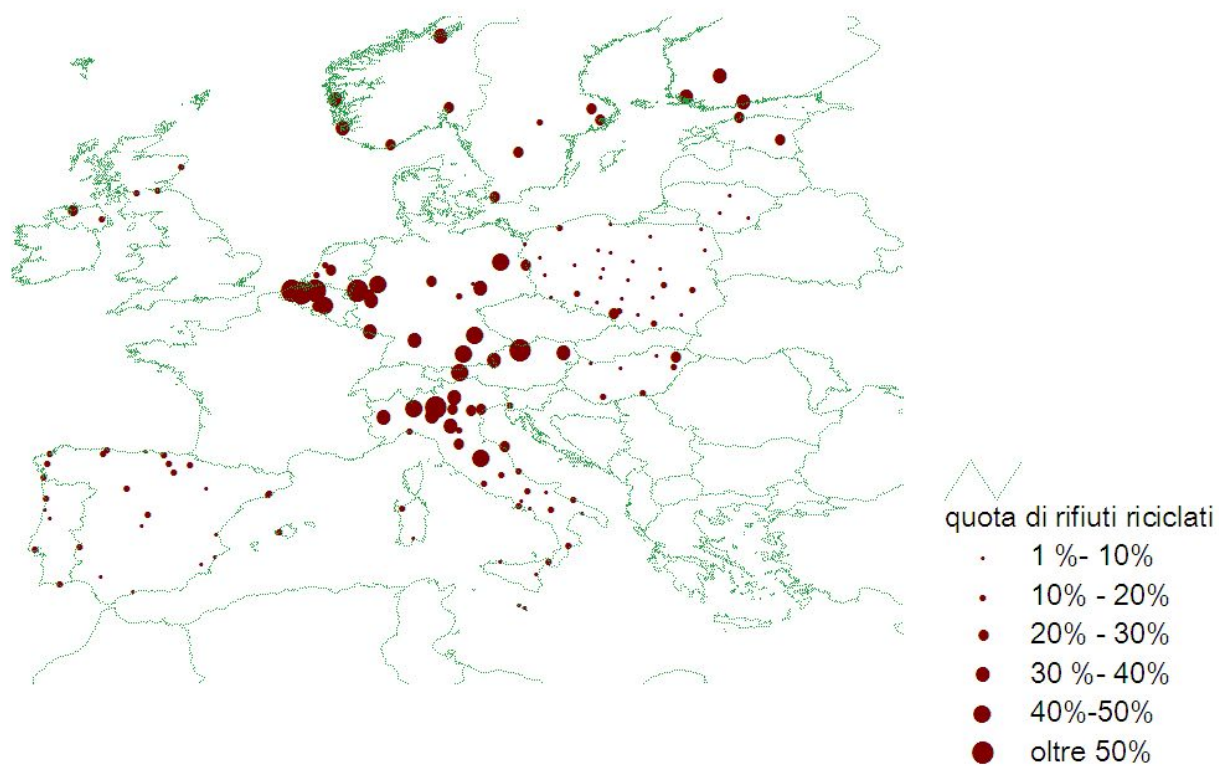 quota di rifiuti riciclati
1 %- 10%
10% - 20%
20% - 30%
30 %- 40%
40%-50%
oltre 50%